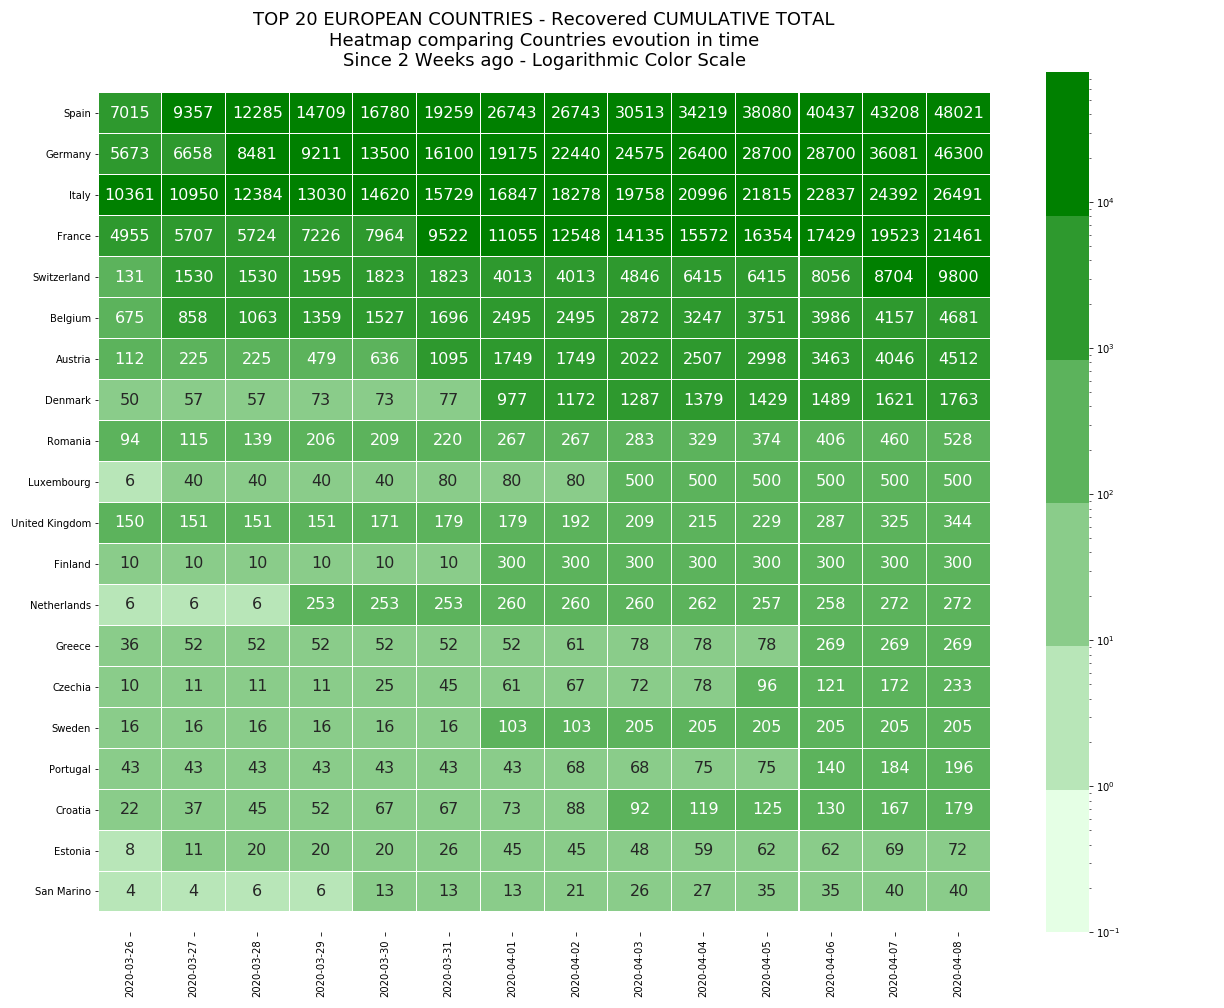 TOP 20 EUROPEAN COUNTRIES - Recovered CUMULATIVE TOTAL
Heatmap comparing Countries evoution in time
Since 2 Weeks ago - Logarithmic Color Scale
Spain 7015 9357 12285 14709 16780 19259 26743 26743 30513 34219 38080 40437 43208 48021
Germany 5673 6658 8481 9211 13500 16100 19175 22440 24575 26400 28700 28700 36081 46300
Italy 10361 10950 12384 13030 14620 15729 16847 18278 19758 20996 21815 22837 24392 26491
France 4955 5707 5724 7226 7964 9522 11055 12548 14135 15572 16354 17429 19523 21461
Switzerland 131 1530 1530 1595 1823 1823 4013 4013 4846 6415 6415 8056 8704 9800
Belgium 675 858 1063 1359 1527 1696 2495 2495 2872 3247 3751 3986 4157 4681
Austria 112 225 225 479 636 1095 1749 1749 2022 2507 2998 3463 4046 4512
Denmark 50 57 57 73 73 77 977 1172 1287 1379 1429 1489 1621 1763
Romania 94 115 139 206 209 220 267 267 283 329 374 406 460 528
Luxembourg 6 40 40 40 40 80 80 80 500 500 500 500 500 500
United Kingdom 150 151 151 151 171 179 179 192 209 215 229 287 325 344
Finland 10 10 10 10 10 10 300 300 300 300 300 300 300 300
Netherlands 6 6 6 253 253 253 260 260 260 262 257 258 272 272
Greece 36 52 52 52 52 52 52 61 78 78 78 269 269 269
Czechia 10 11 11 11 25 45 61 67 72 78 96 121 172 233
Sweden 16 16 16 16 16 16 103 103 205 205 205 205 205 205
Portugal 43 43 43 43 43 43 43 68 68 75 75 140 184 196
Croatia 22 37 45 52 67 67 73 88 92 119 125 130 167 179
Estonia 8 11 20 20 20 26 45 45 48 59 62 62 69 72
San Marino 4 4 6 6 13 13 13 21 26 27 35 35 40 40
2020-03-26 2020-03-27 2020-03-28 2020-03-29 2020-03-30 2020-03-31 2020-04-01 2020-04-02 2020-04-03 2020-04-04 2020-04-05 2020-04-06 2020-04-07 2020-04-08
10⁴
10³
10²
10¹
10⁰
10⁻¹